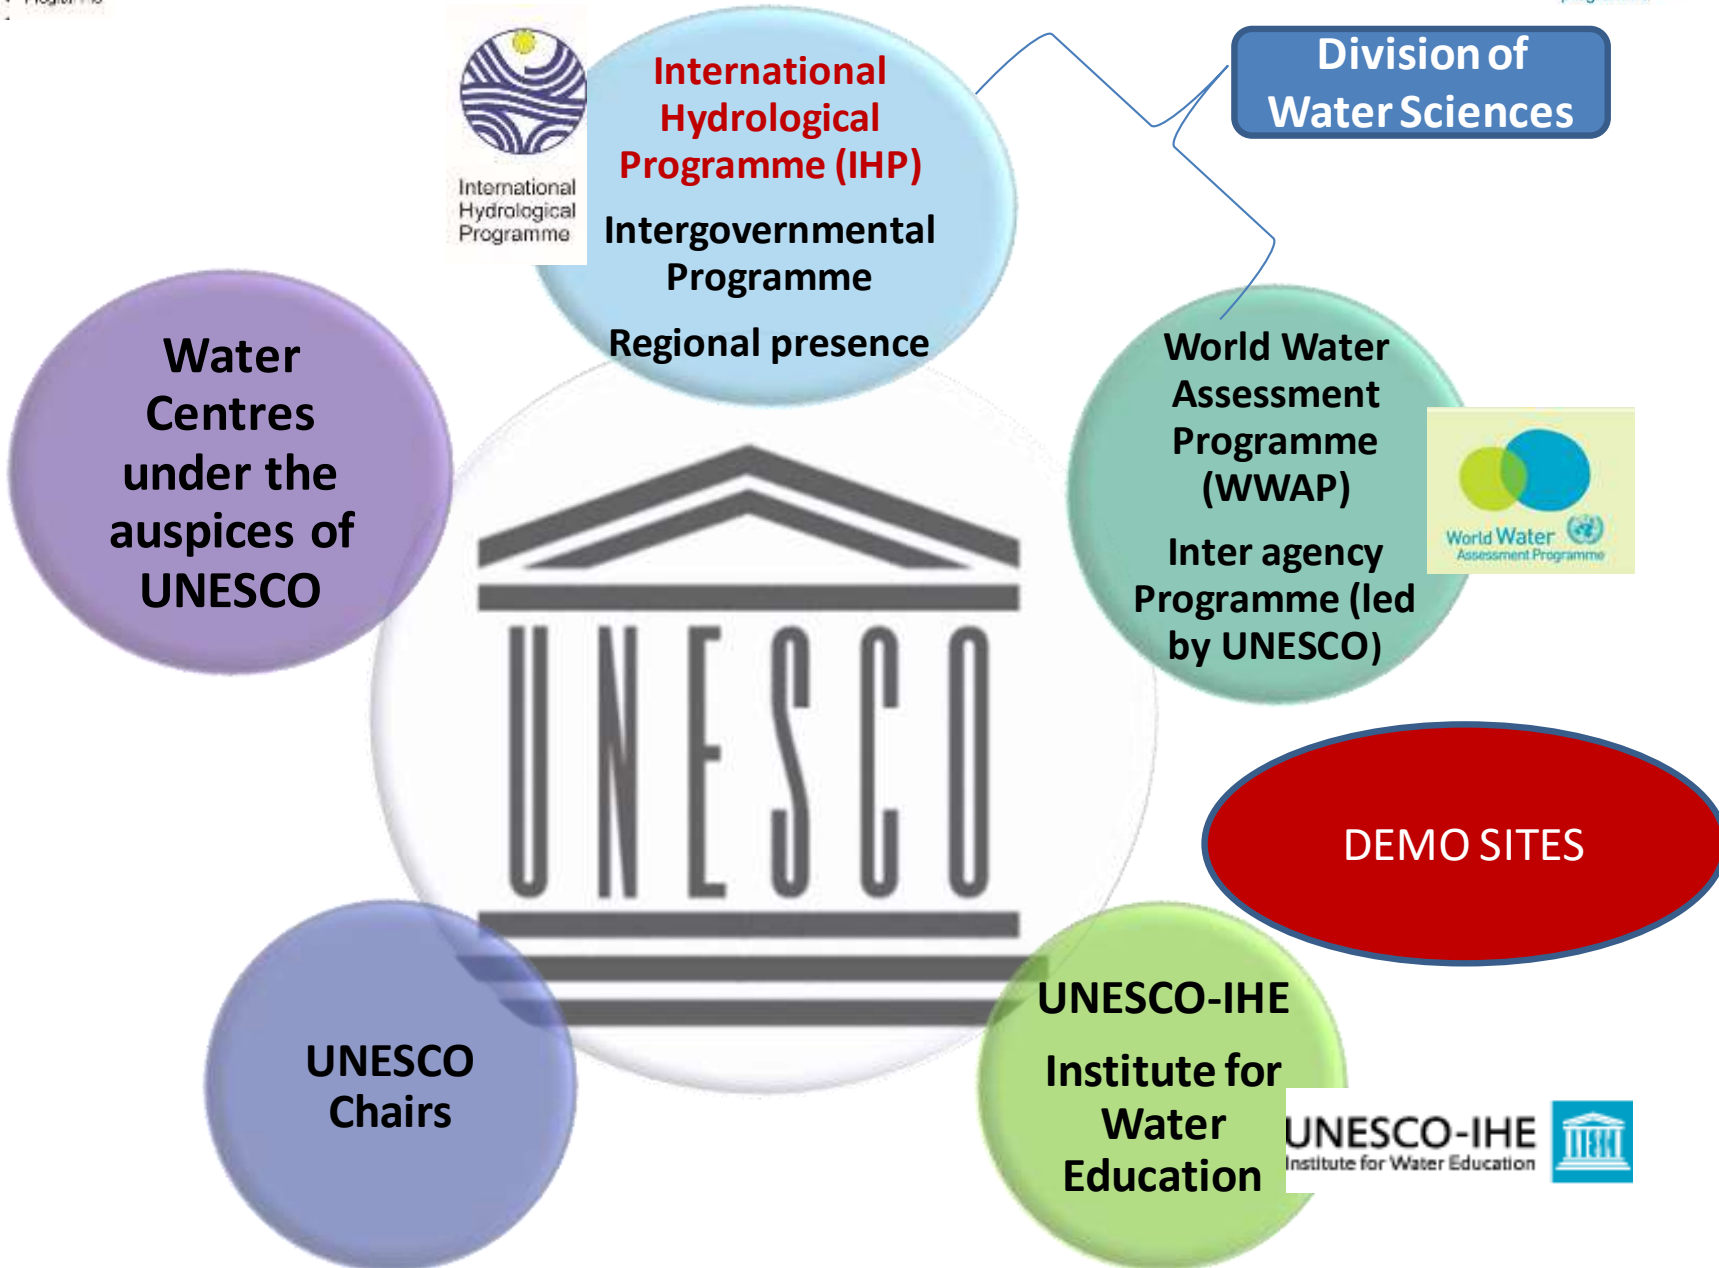 Programme
International
Hydrological
Programme (IHP)
Intergovernmental
Programme
Regional presence
International
Hydrological
Programme
Division of
Water Sciences
Water
Centres
under the
auspices of
UNESCO
World Water
Assessment
Programme
(WWAP)
Inter agency
Programme (led
by UNESCO)
World Water
Assessment Programme
UNESCO
DEMO SITES
UNESCO
Chairs
UNESCO-IHE
Institute for
Water
Education
UNESCO-IHE
Institute for Water Education